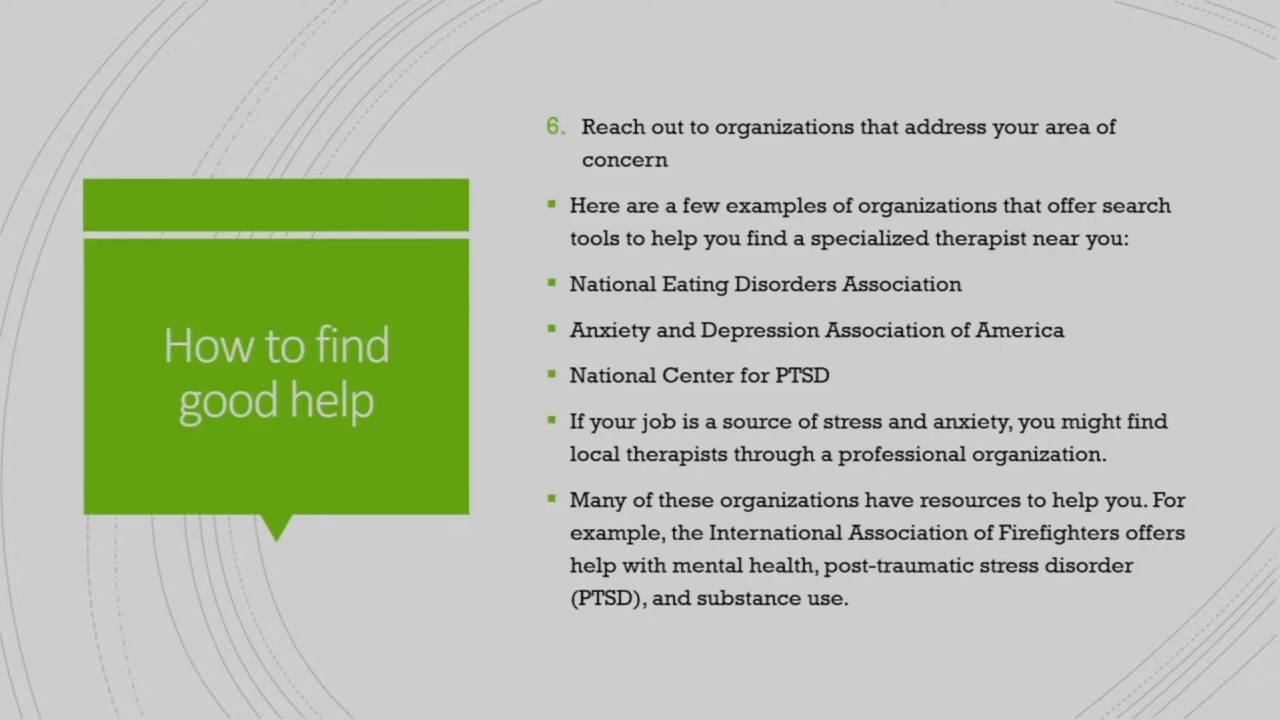 How to find
good help
6. Reach out to organizations that address your area of
concern
Here are a few examples of organizations that offer search
tools to help you find a specialized therapist near you:
National Eating Disorders Association
Anxiety and Depression Association of America
National Center for PTSD
If your job is a source of stress and anxiety, you might find
local therapists through a professional organization.
Many of these organizations have resources to help you. For
example, the International Association of Firefighters offers
help with mental health, post-traumatic stress disorder
(PTSD), and substance use.